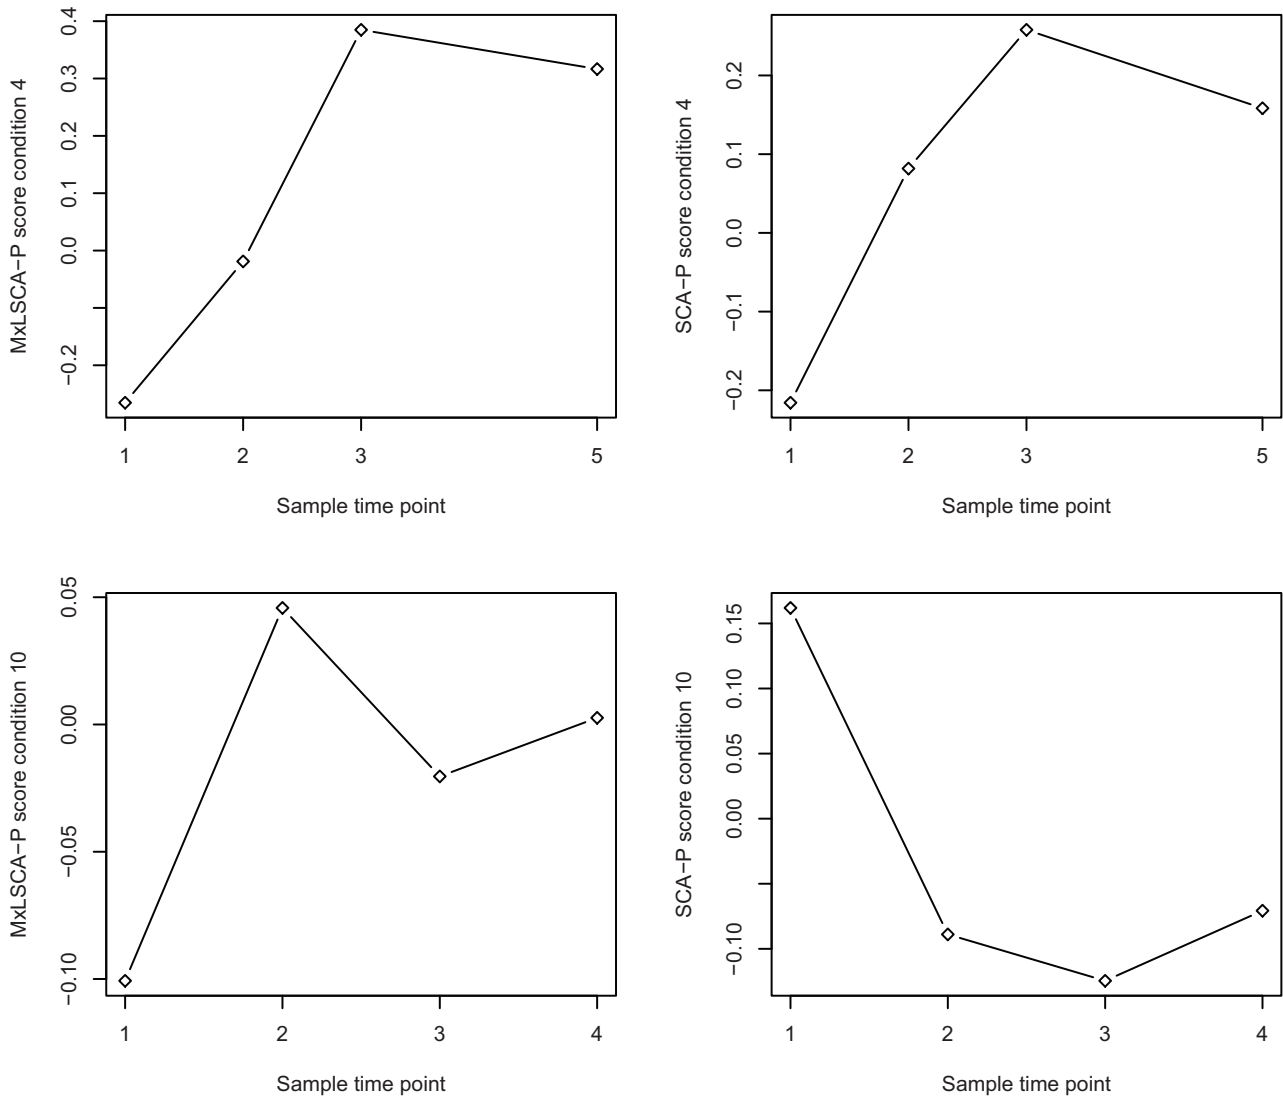 MxLSCA−P score condition 4
0.4
0.3
0.2
0.1
0.0
−0.2
1 2 3 5
Sample time point
SCA−P score condition 4
0.2
0.1
0.0
−0.1
−0.2
1 2 3 5
Sample time point
MxLSCA−P score condition 10
0.05
0.00
−0.05
−0.10
1 2 3 4
Sample time point
SCA−P score condition 10
0.15
0.10
0.05
0.00
−0.10
1 2 3 4
Sample time point